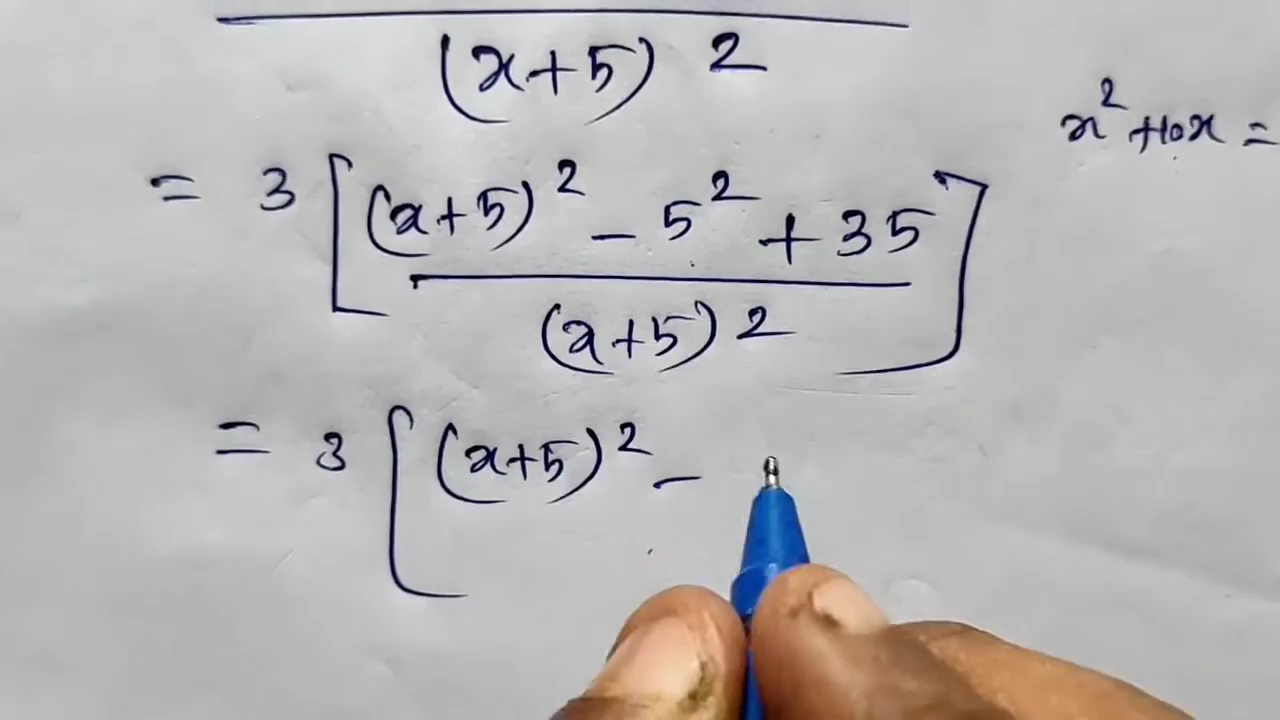 (x+5) 2
x² +10x =
= 3 [(x+5)² - 5² + 35]
(x+5) 2
= 3 [(x+5)² -